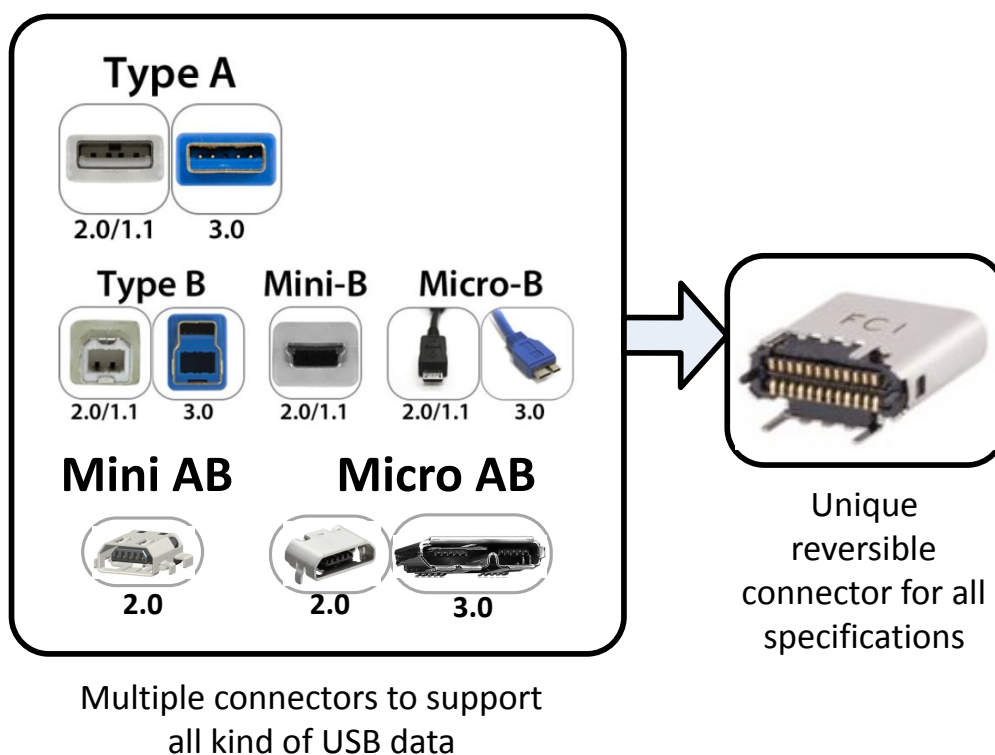 Type A
2.0/1.1 3.0
Type B Mini-B Micro-B
2.0/1.1 3.0 2.0/1.1 2.0/1.1 3.0
FCI
Mini AB Micro AB
2.0 2.0 3.0
Unique
reversible
connector for all
specifications
Multiple connectors to support
all kind of USB data